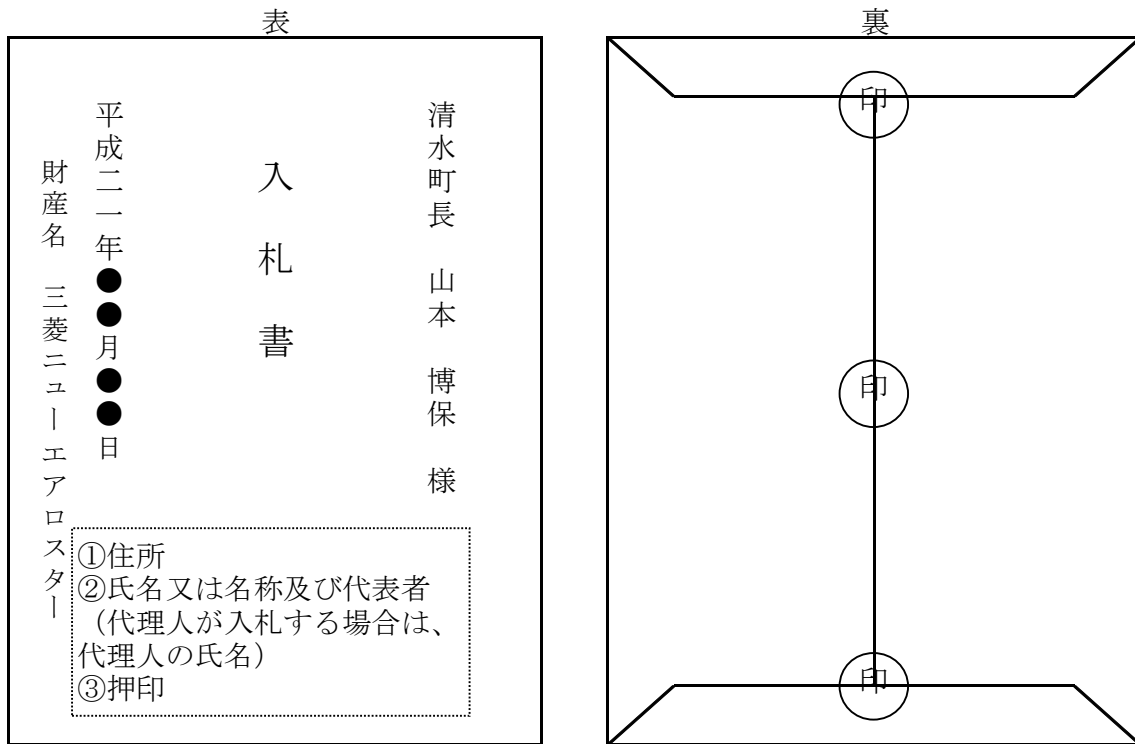 表
清水町長　山本　博保　様
入札書
平成二一年●●月●●日
財産名　三菱ニューエアロスター
①住所
②氏名又は名称及び代表者
（代理人が入札する場合は、
代理人の氏名）
③押印
裏
印
印
印